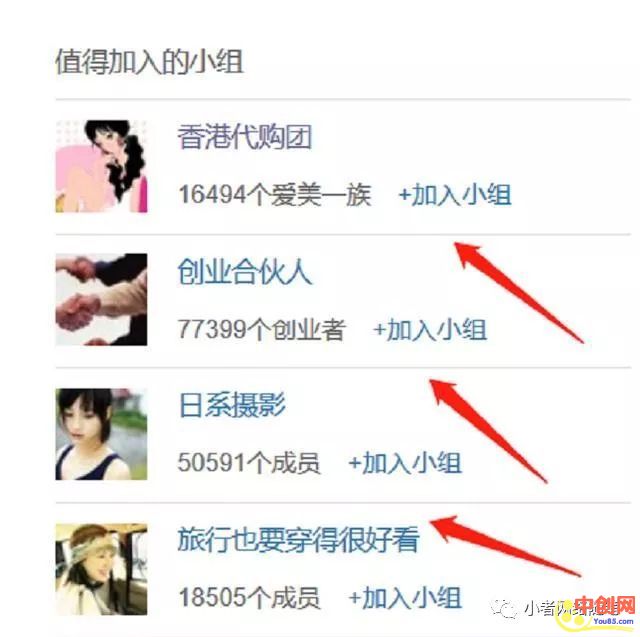 值得加入的小组
香港代购团
16494个爱美一族 +加入小组
创业合伙人
77399个创业者 +加入小组
日系摄影
50591个成员 +加入小组
旅行也要穿得很好看
18505个成员 +加入小组
小者网络
中创网
You85.com